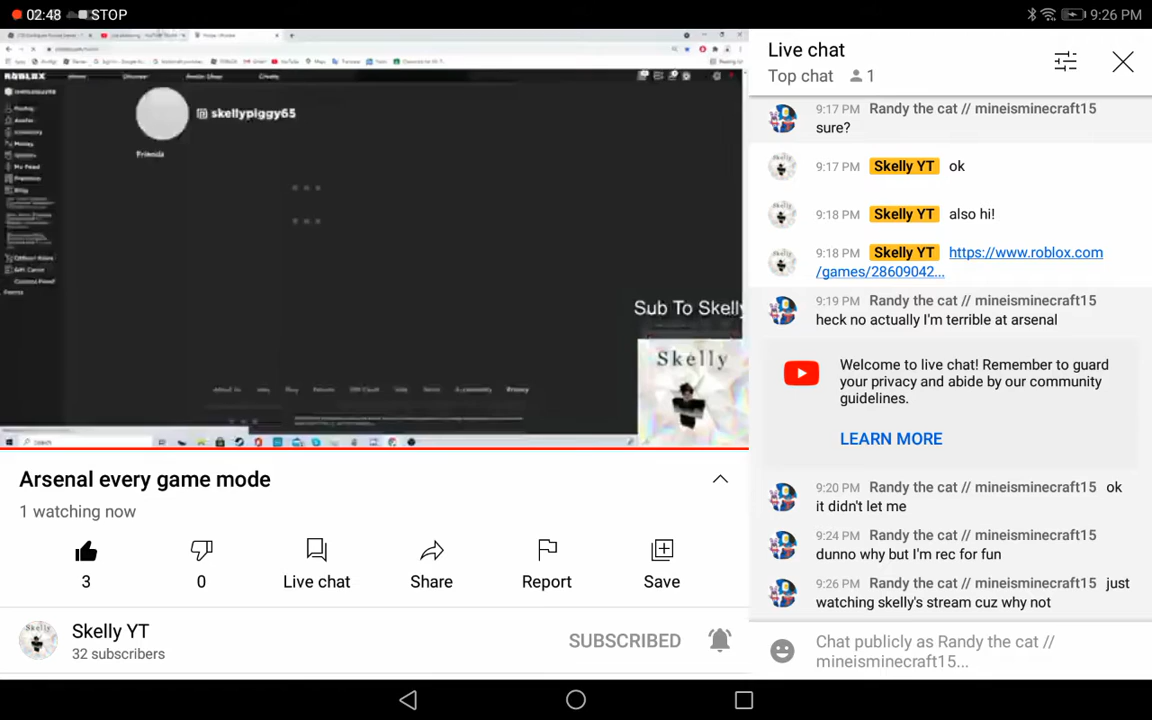 02:48 STOP
9:26 PM
ROBLOX
Home
Create
skellypiggy65
Friends
Sub To Skelly
Skelly
Privacy
Arsenal every game mode
1 watching now
3
0
Live chat
Share
Report
Save
Skelly YT
32 subscribers
SUBSCRIBED
Live chat
Top chat 1
9:17 PM Randy the cat // mineisminecraft15
sure?
9:17 PM Skelly YT ok
9:18 PM Skelly YT also hi!
9:18 PM Skelly YT https://www.roblox.com
/games/28609042...
9:19 PM Randy the cat // mineisminecraft15
heck no actually I'm terrible at arsenal
Welcome to live chat! Remember to guard
your privacy and abide by our community
guidelines.
LEARN MORE
9:20 PM Randy the cat // mineisminecraft15 ok
it didn't let me
9:24 PM Randy the cat // mineisminecraft15
dunno why but I'm rec for fun
9:26 PM Randy the cat // mineisminecraft15 just
watching skelly's stream cuz why not
Chat publicly as Randy the cat //
mineisminecraft15...